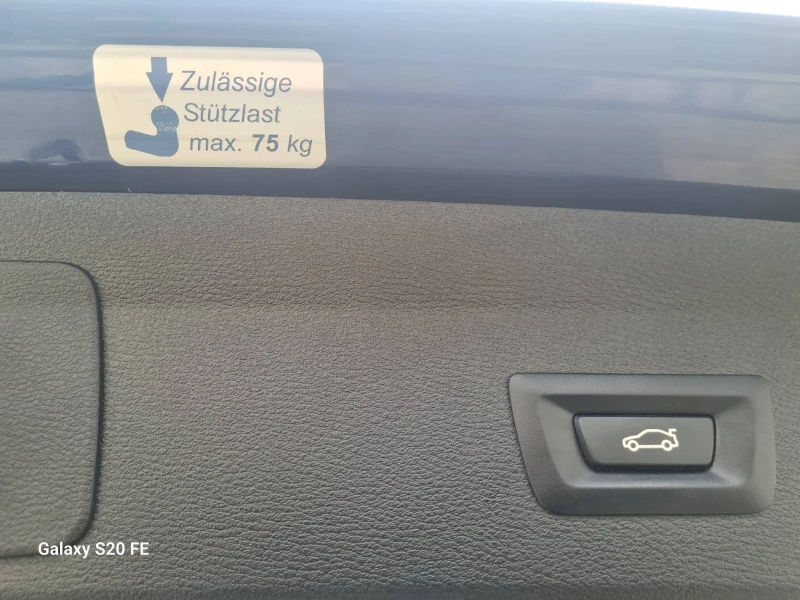 Zulässige
Stützlast
max. 75 kg
Galaxy S20 FE